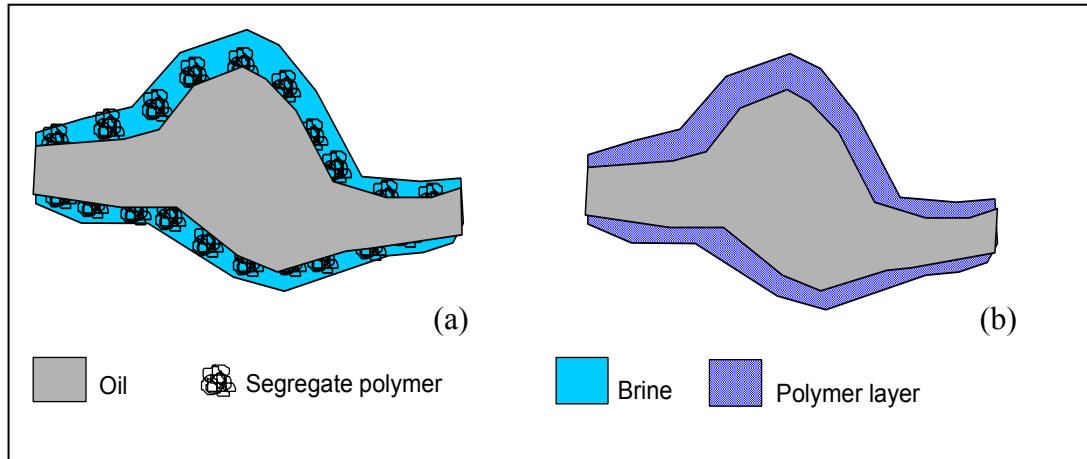 (a)
(b)
Oil
Segregate polymer
Brine
Polymer layer